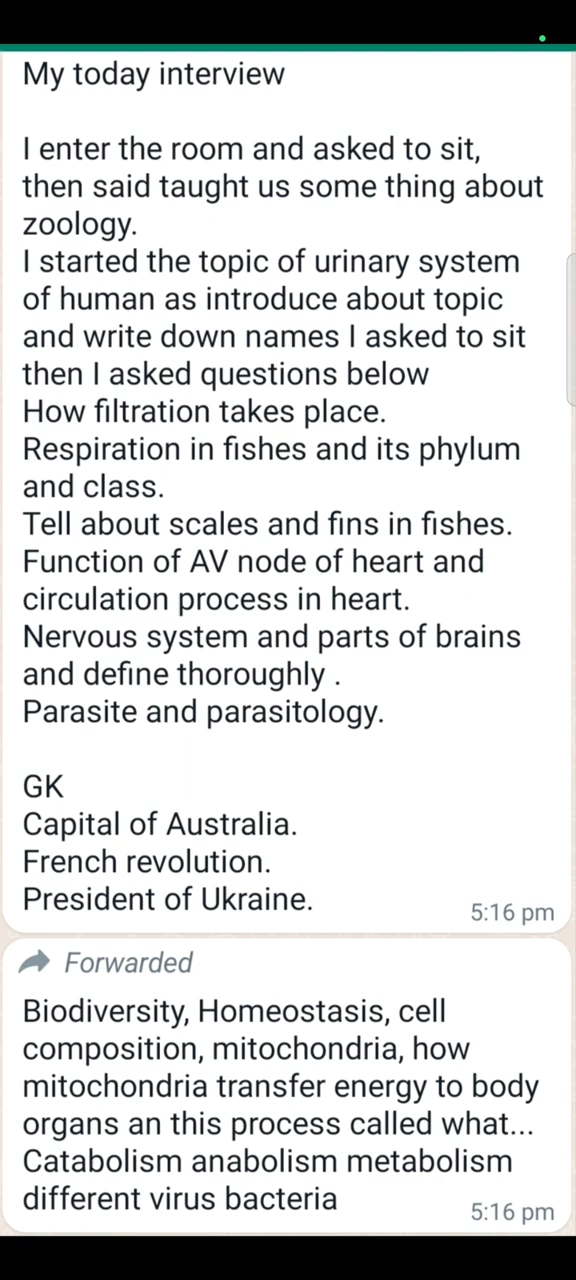 My today interview
I enter the room and asked to sit,
then said taught us some thing about
zoology.
I started the topic of urinary system
of human as introduce about topic
and write down names I asked to sit
then I asked questions below
How filtration takes place.
Respiration in fishes and its phylum
and class.
Tell about scales and fins in fishes.
Function of AV node of heart and
circulation process in heart.
Nervous system and parts of brains
and define thoroughly .
Parasite and parasitology.
GK
Capital of Australia.
French revolution.
President of Ukraine.
5:16 pm
Forwarded
Biodiversity, Homeostasis, cell
composition, mitochondria, how
mitochondria transfer energy to body
organs an this process called what...
Catabolism anabolism metabolism
different virus bacteria
5:16 pm